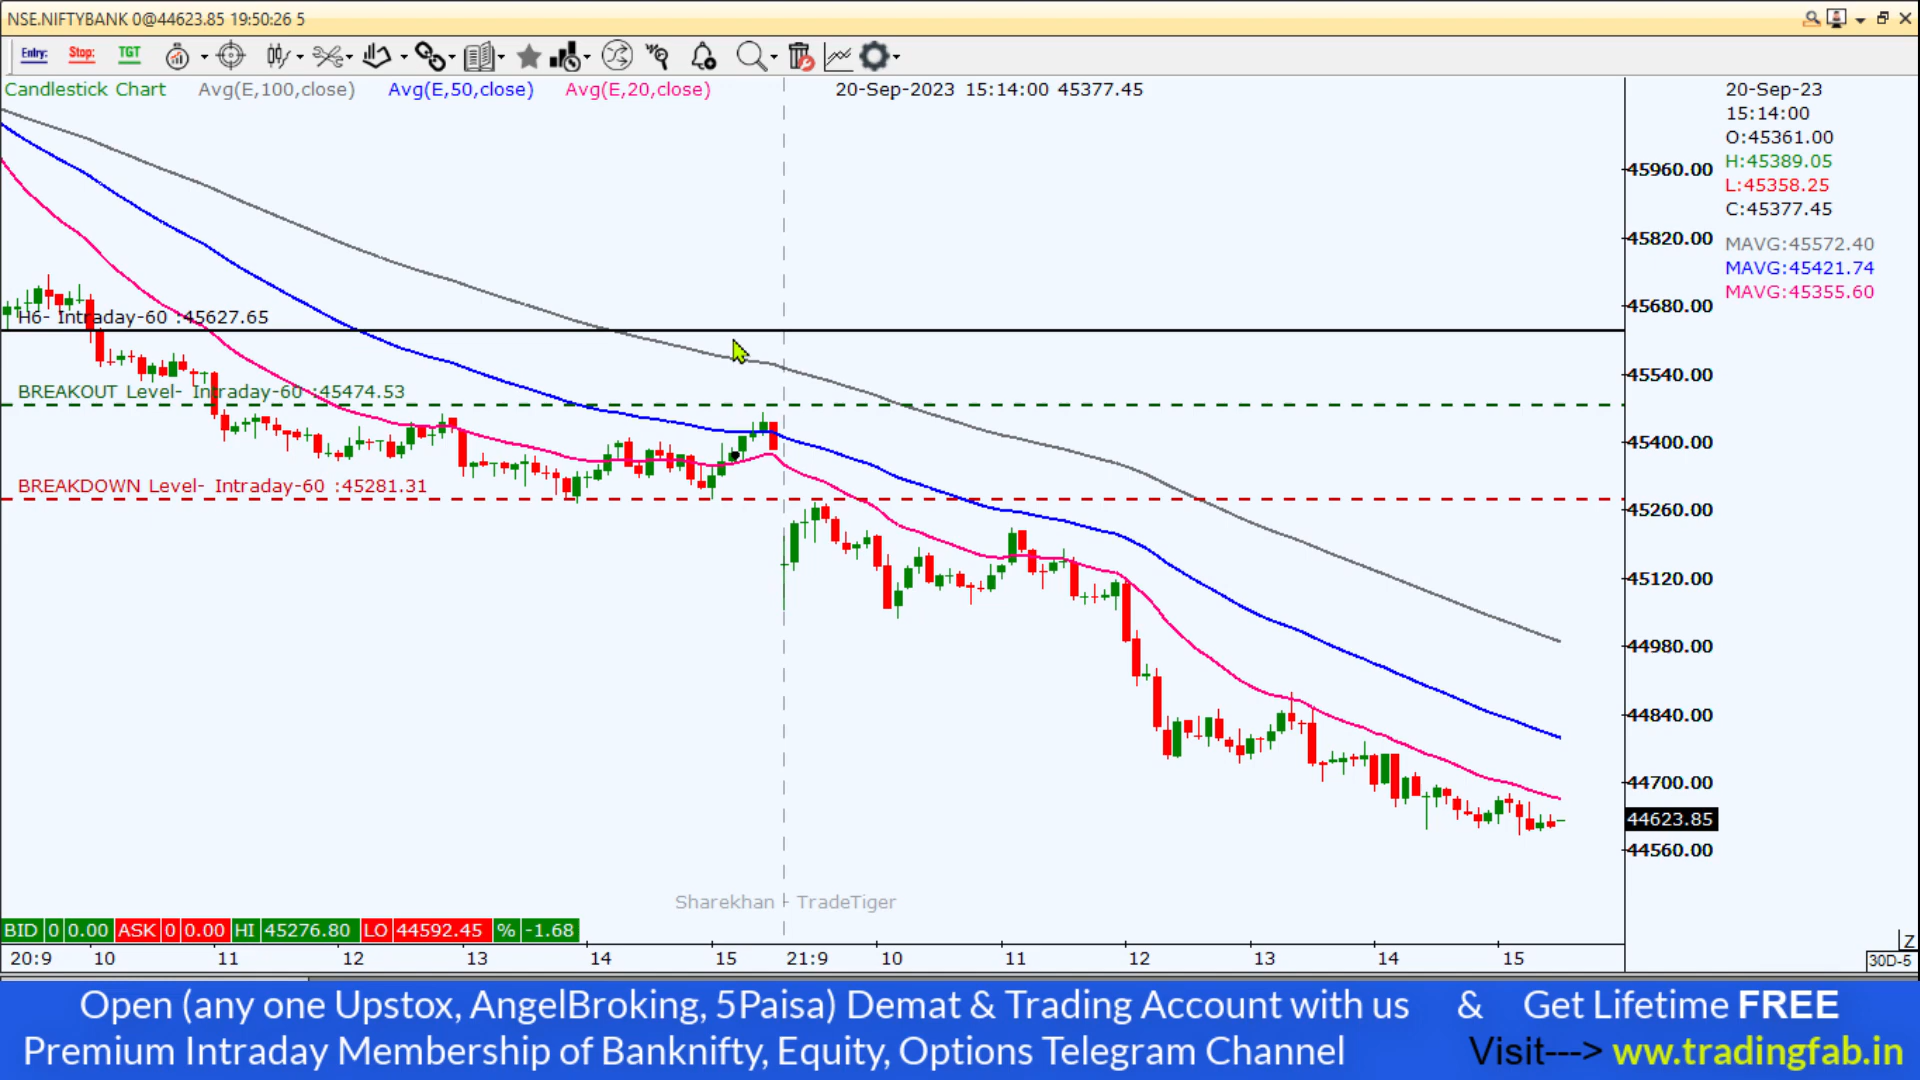 NSE.NIFTYBANK 0@44623.85 19:50:26 5
Entry: Stop: TGT
Candlestick Chart Avg(E,100,close) Avg(E,50,close) Avg(E,20,close) 20-Sep-2023 15:14:00 45377.45
20-Sep-23
15:14:00
O:45361.00
H:45389.05
L:45358.25
C:45377.45
MAVG:45572.40
MAVG:45421.74
MAVG:45355.60
45960.00
45820.00
45680.00
45540.00
45400.00
45260.00
45120.00
44980.00
44840.00
44700.00
44623.85
44560.00
H6- Intraday-60 :45627.65
BREAKOUT Level- Intraday-60 :45474.53
BREAKDOWN Level- Intraday-60 :45281.31
Sharekhan - TradeTiger
BID 0 0.00 ASK 0 0.00 HI 45276.80 LO 44592.45 % -1.68
20:9 10 11 12 13 14 15 21:9 10 11 12 13 14 15
Z
30D-5
Open (any one Upstox, AngelBroking, 5Paisa) Demat & Trading Account with us & Get Lifetime FREE
Premium Intraday Membership of Banknifty, Equity, Options Telegram Channel Visit---> ww.tradingfab.in